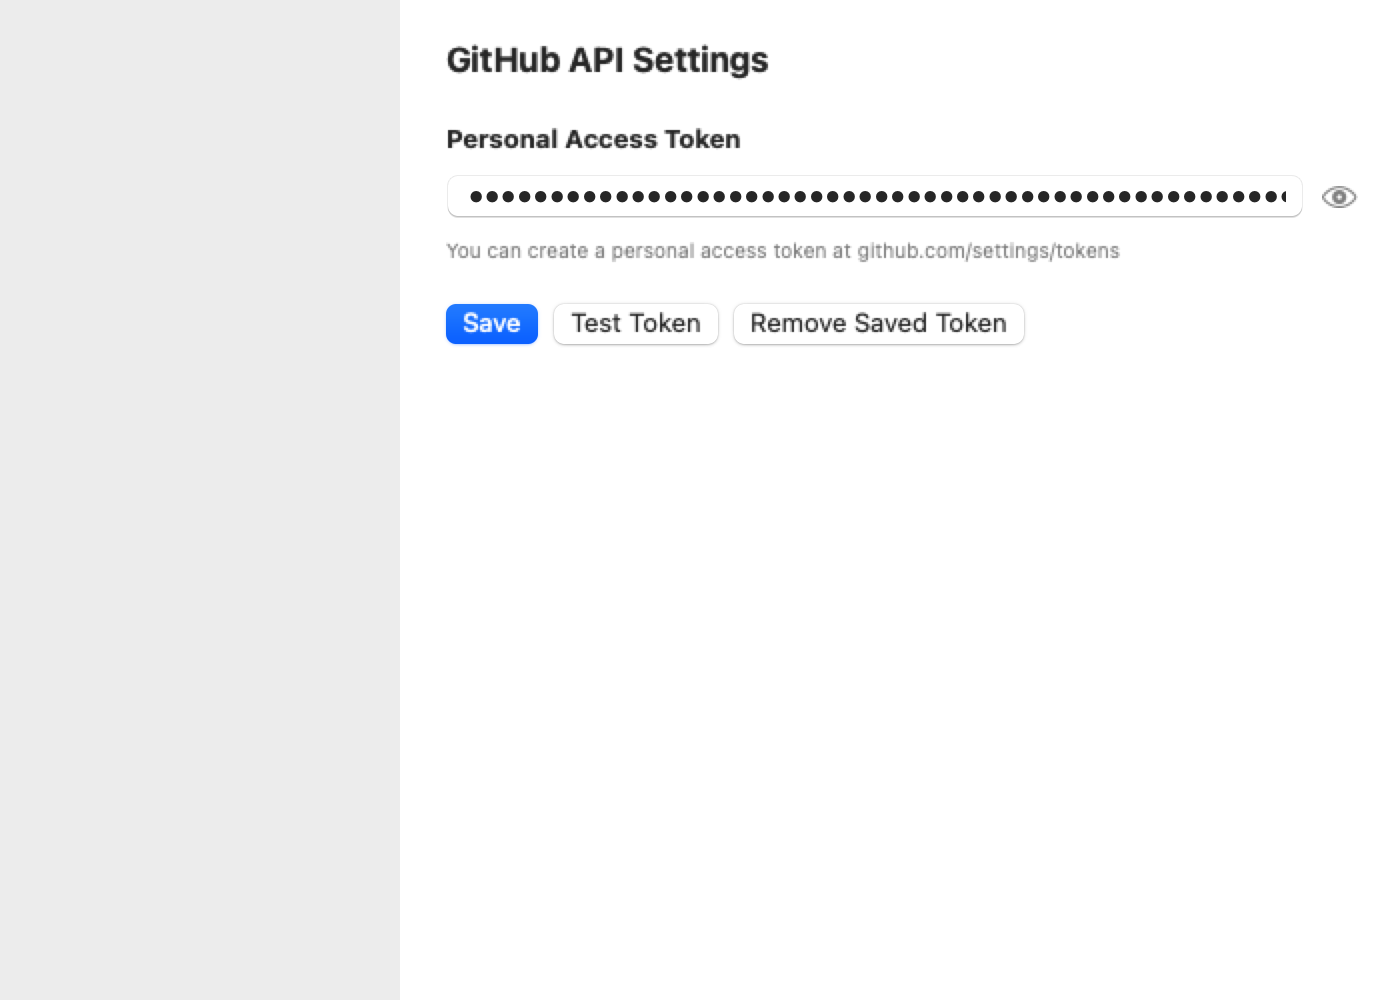 GitHub API Settings
Personal Access Token
You can create a personal access token at github.com/settings/tokens
Save
Test Token
Remove Saved Token